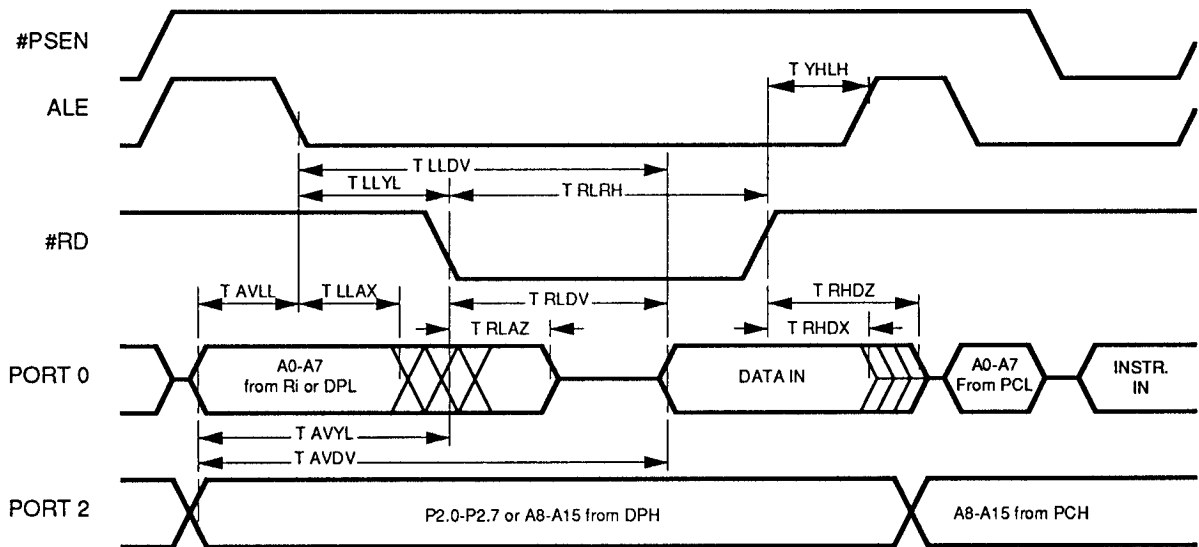 #PSEN
T YHLH
ALE
T LLDV
T LLYL
T RLRH
#RD
T AVLL
T LLAX
T RLDV
T RHDZ
T RLAZ
T RHDX
PORT 0
A0-A7
from Ri or DPL
DATA IN
A0-A7
From PCL
INSTR.
IN
T AVYL
T AVDV
PORT 2
P2.0-P2.7 or A8-A15 from DPH
A8-A15 from PCH